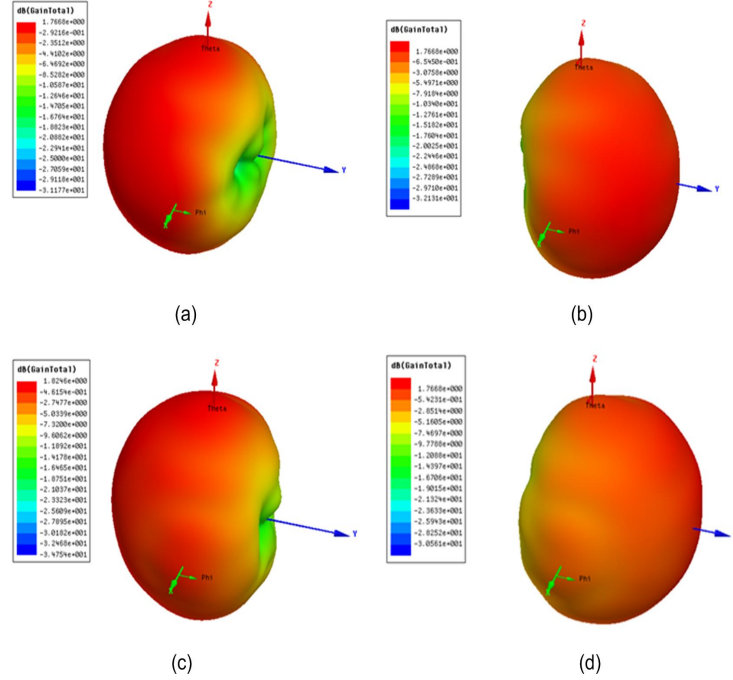 dB(GainTotal)
1.7668e+000
-2.9216e-001
-2.3512e+000
-4.4102e+000
-6.4692e+000
-8.5282e+000
-1.0587e+001
-1.2646e+001
-1.4705e+001
-1.6764e+001
-1.8823e+001
-2.0882e+001
-2.2941e+001
-2.5000e+001
-2.7059e+001
-2.9118e+001
-3.1177e+001
Z
Theta
Y
Phi
X
(a)
dB(GainTotal)
1.7668e+000
-6.5450e-001
-3.0758e+000
-5.4971e+000
-7.9184e+000
-1.0340e+001
-1.2761e+001
-1.5182e+001
-1.7604e+001
-2.0025e+001
-2.2446e+001
-2.4868e+001
-2.7289e+001
-2.9710e+001
-3.2131e+001
Z
Theta
Y
Phi
X
(b)
dB(GainTotal)
1.8246e+000
-4.6154e-001
-2.7477e+000
-5.0339e+000
-7.3200e+000
-9.6062e+000
-1.1892e+001
-1.4178e+001
-1.6465e+001
-1.8751e+001
-2.1037e+001
-2.3323e+001
-2.5609e+001
-2.7895e+001
-3.0182e+001
-3.2468e+001
-3.4754e+001
Z
Theta
Y
Phi
X
(c)
dB(GainTotal)
1.7668e+000
-5.4231e-001
-2.8514e+000
-5.1605e+000
-7.4697e+000
-9.7788e+000
-1.2088e+001
-1.4397e+001
-1.6706e+001
-1.9015e+001
-2.1324e+001
-2.3633e+001
-2.5943e+001
-2.8252e+001
-3.0561e+001
Z
Theta
Phi
X
(d)